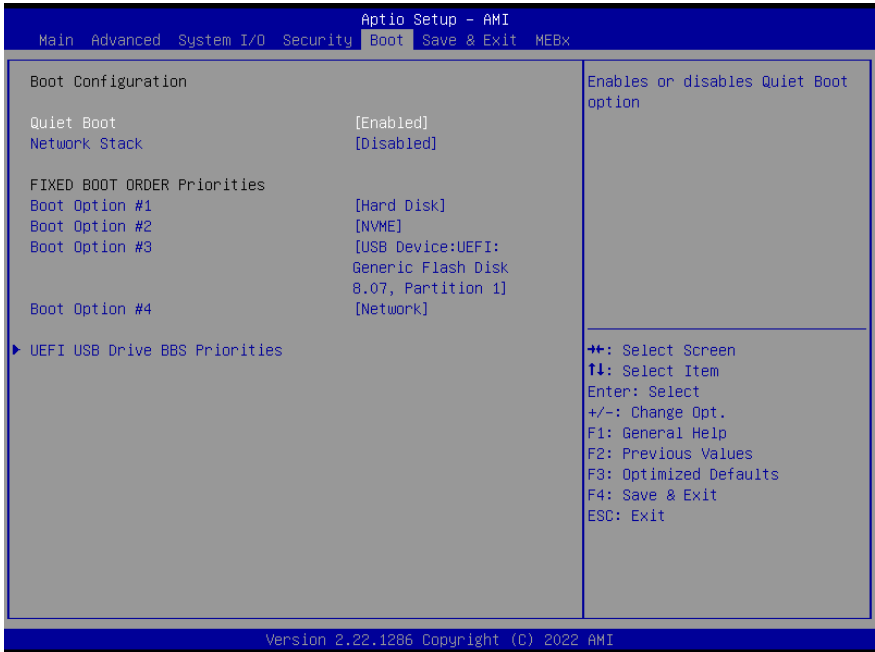 Aptio Setup – AMI
Main Advanced System I/O Security Boot Save & Exit MEBx
Boot Configuration
Quiet Boot [Enabled]
Network Stack [Disabled]
FIXED BOOT ORDER Priorities
Boot Option #1 [Hard Disk]
Boot Option #2 [NVME]
Boot Option #3 [USB Device:UEFI:
Generic Flash Disk
8.07, Partition 1]
Boot Option #4 [Network]
UEFI USB Drive BBS Priorities
Enables or disables Quiet Boot
option
→←: Select Screen
↑↓: Select Item
Enter: Select
+/-: Change Opt.
F1: General Help
F2: Previous Values
F3: Optimized Defaults
F4: Save & Exit
ESC: Exit
Version 2.22.1286 Copyright (C) 2022 AMI